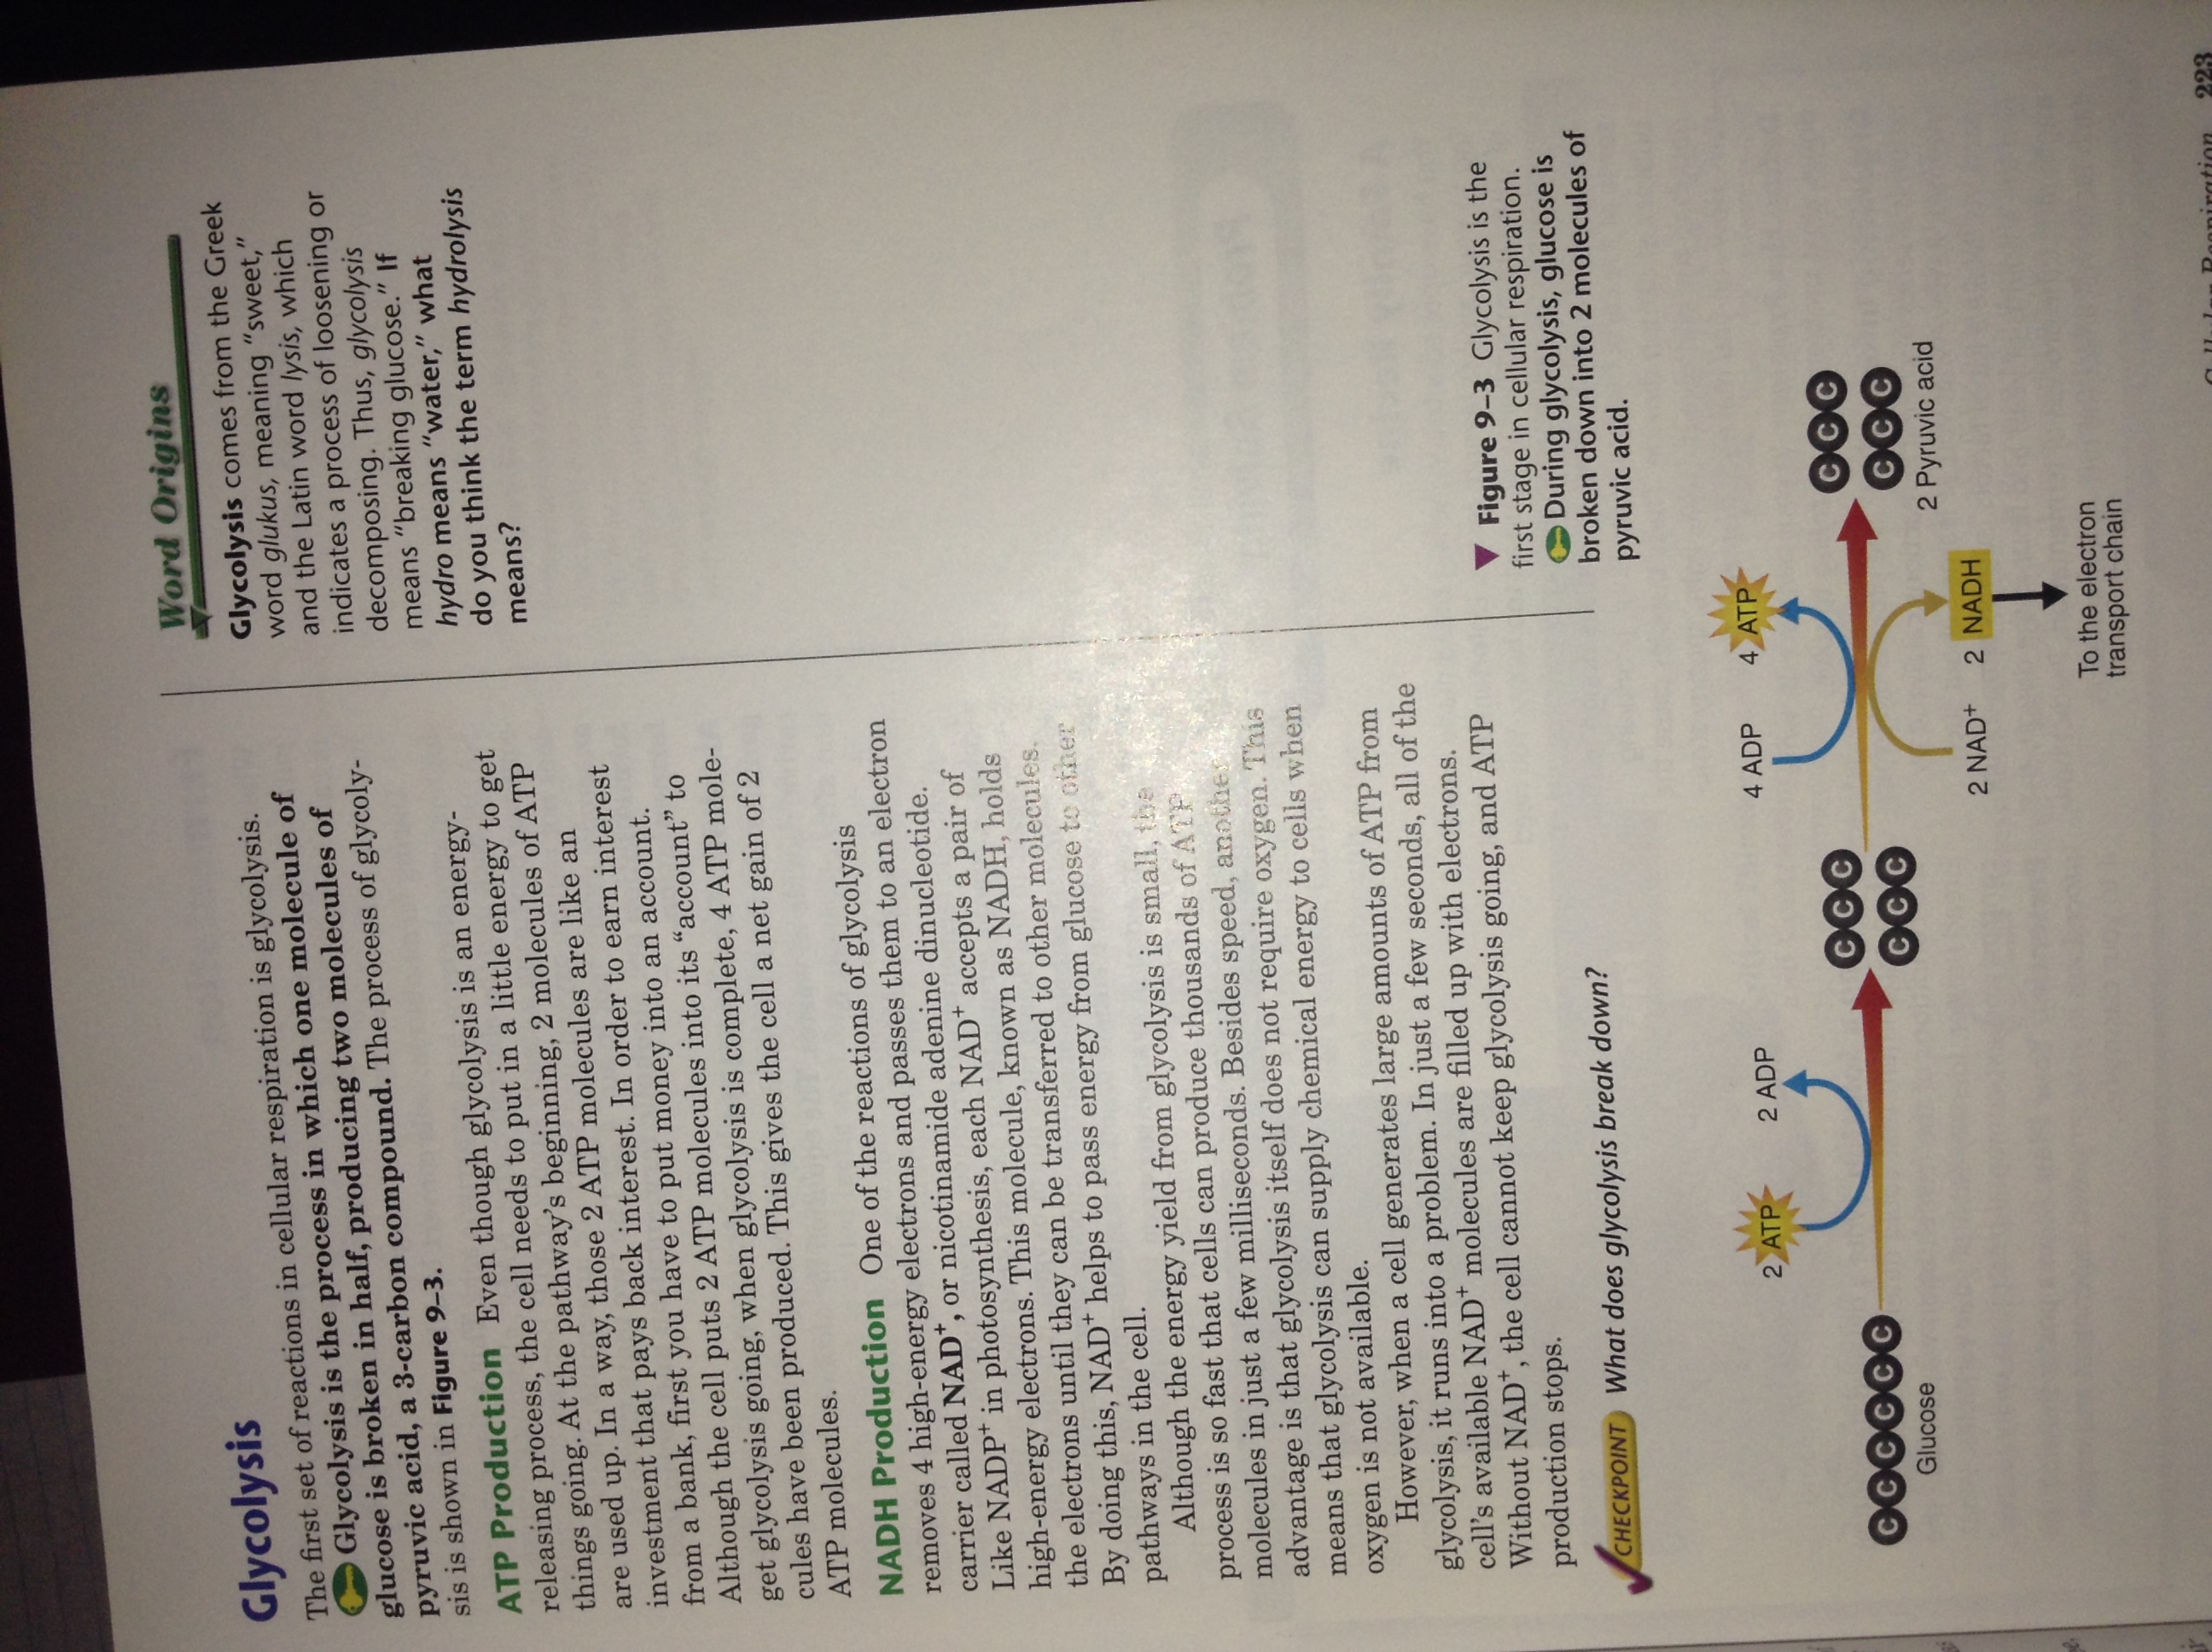 Glycolysis
The first set of reactions in cellular respiration is glycolysis.
Glycolysis is the process in which one molecule of
glucose is broken in half, producing two molecules of
pyruvic acid, a 3-carbon compound. The process of glycoly-
sis is shown in Figure 9–3.
ATP Production Even though glycolysis is an energy-
releasing process, the cell needs to put in a little energy to get
things going. At the pathway's beginning, 2 molecules of ATP
are used up. In a way, those 2 ATP molecules are like an
investment that pays back interest. In order to earn interest
from a bank, first you have to put money into an account.
Although the cell puts 2 ATP molecules into its “account” to
get glycolysis going, when glycolysis is complete, 4 ATP mole-
cules have been produced. This gives the cell a net gain of 2
ATP molecules.
NADH Production One of the reactions of glycolysis
removes 4 high-energy electrons and passes them to an electron
carrier called NAD⁺, or nicotinamide adenine dinucleotide.
Like NADP⁺ in photosynthesis, each NAD⁺ accepts a pair of
high-energy electrons. This molecule, known as NADH, holds
the electrons until they can be transferred to other molecules.
By doing this, NAD⁺ helps to pass energy from glucose to other
pathways in the cell.
Although the energy yield from glycolysis is small, the
process is so fast that cells can produce thousands of ATP
molecules in just a few milliseconds. Besides speed, another
advantage is that glycolysis itself does not require oxygen. This
means that glycolysis can supply chemical energy to cells when
oxygen is not available.
However, when a cell generates large amounts of ATP from
glycolysis, it runs into a problem. In just a few seconds, all of the
cell's available NAD⁺ molecules are filled up with electrons.
Without NAD⁺, the cell cannot keep glycolysis going, and ATP
production stops.
CHECKPOINT What does glycolysis break down?
Word Origins
Glycolysis comes from the Greek
word glukus, meaning “sweet,”
and the Latin word lysis, which
indicates a process of loosening or
decomposing. Thus, glycolysis
means “breaking glucose.” If
hydro means “water,” what
do you think the term hydrolysis
means?
Figure 9–3 Glycolysis is the
first stage in cellular respiration.
During glycolysis, glucose is
broken down into 2 molecules of
pyruvic acid.
2 ATP
2 ADP
4 ADP
4 ATP
C C C C C C
C C C
C C C
C C C
C C C
Glucose
2 Pyruvic acid
2 NAD⁺
2 NADH
To the electron
transport chain
Respiration 223